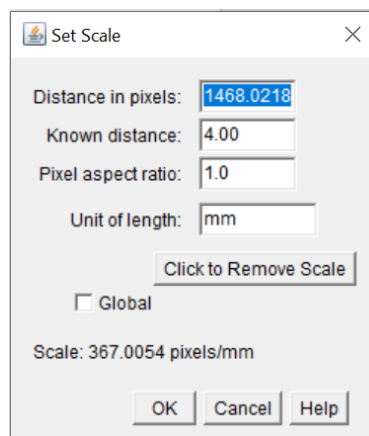 Set Scale
Distance in pixels: 1468.0218
Known distance: 4.00
Pixel aspect ratio: 1.0
Unit of length: mm
Click to Remove Scale
Global
Scale: 367.0054 pixels/mm
OK Cancel Help